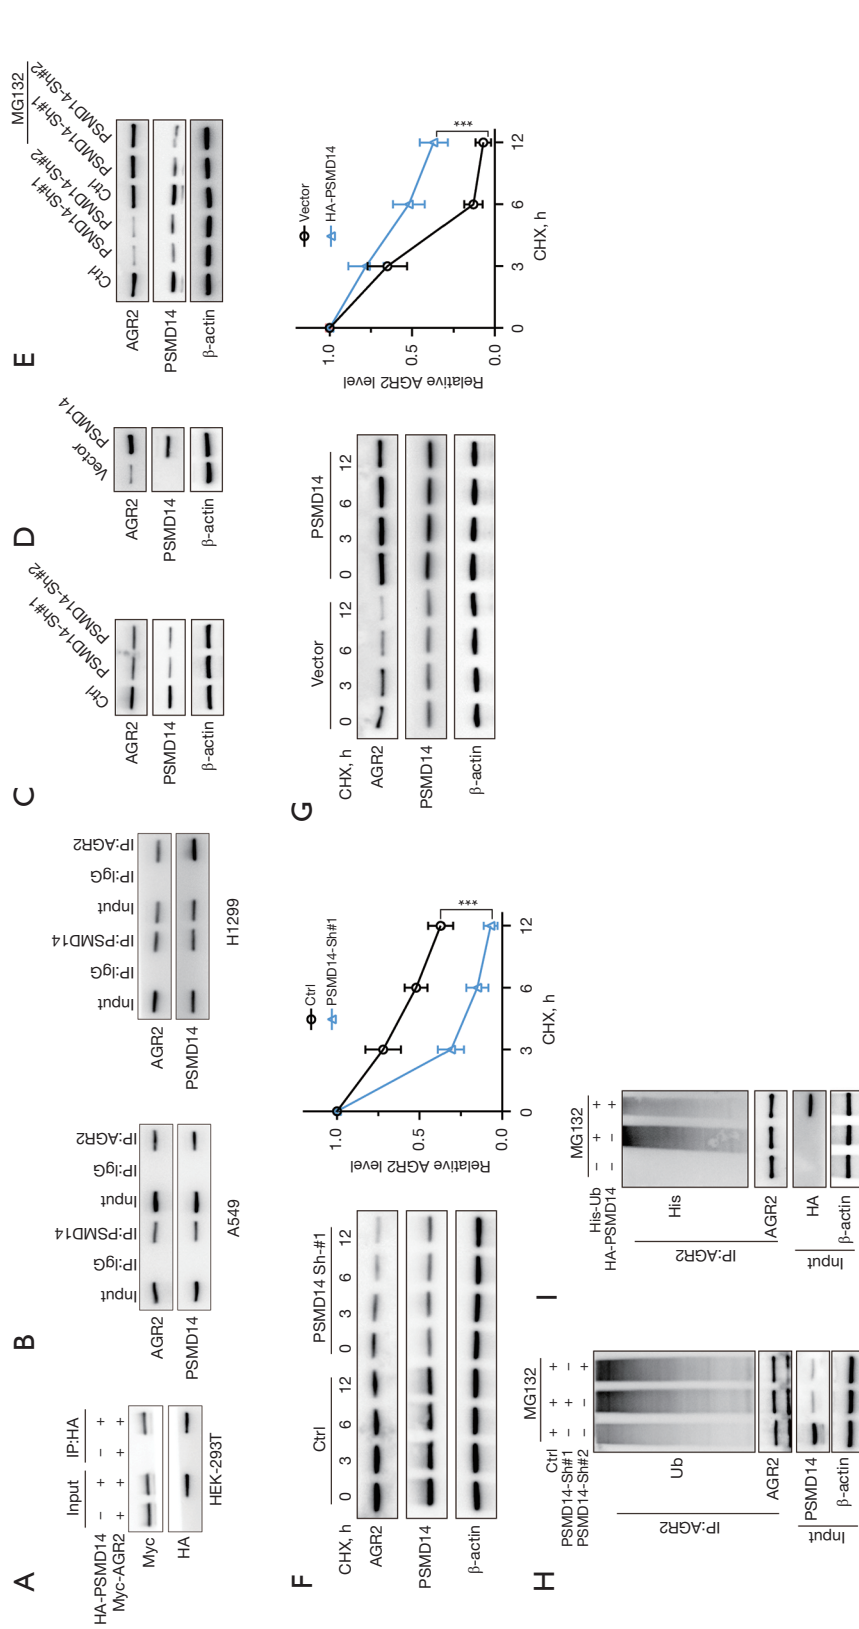 A
Input IP:HA
HA-PSMD14 − + − +
Myc-AGR2 + + + +
Myc
HA
HEK-293T
B
Input IP:IgG IP:PSMD14 Input IP:IgG IP:AGR2
AGR2
PSMD14
A549
Input IP:IgG IP:PSMD14 Input IP:IgG IP:AGR2
AGR2
PSMD14
H1299
C
Ctrl PSMD14-Sh#1 PSMD14-Sh#2
AGR2
PSMD14
β-actin
D
Vector PSMD14
AGR2
PSMD14
β-actin
E
MG132
Ctrl PSMD14-Sh#1 PSMD14-Sh#2 Ctrl PSMD14-Sh#1 PSMD14-Sh#2
AGR2
PSMD14
β-actin
F
Ctrl PSMD14 Sh-#1
CHX, h 0 3 6 12 0 3 6 12
AGR2
PSMD14
β-actin
Ctrl
PSMD14-Sh#1
Relative AGR2 level
1.0
0.5
0.0
0 3 6 12
CHX, h
***
G
Vector PSMD14
CHX, h 0 3 6 12 0 3 6 12
AGR2
PSMD14
β-actin
Vector
HA-PSMD14
Relative AGR2 level
1.0
0.5
0.0
0 3 6 12
CHX, h
***
H
MG132
Ctrl + − −
PSMD14-Sh#1 − + −
PSMD14-Sh#2 − − +
Ub
AGR2
IP:AGR2
PSMD14
β-actin
Input
I
MG132
His-Ub − + +
HA-PSMD14 − − +
His
AGR2
IP:AGR2
HA
β-actin
Input